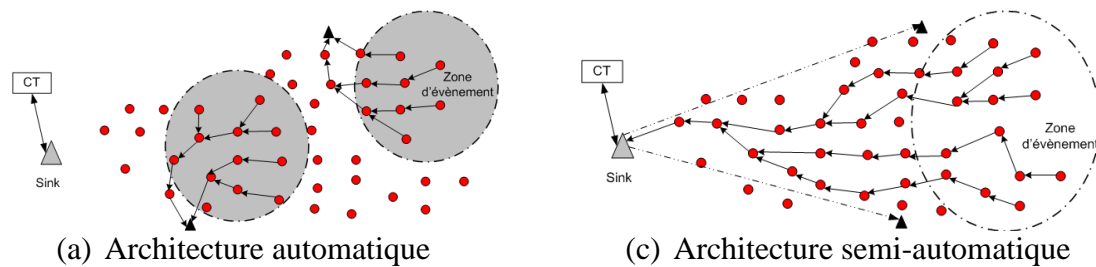 CT
Sink
Zone
d'évènement
(a) Architecture automatique
CT
Sink
Zone
d'évènement
(c) Architecture semi-automatique